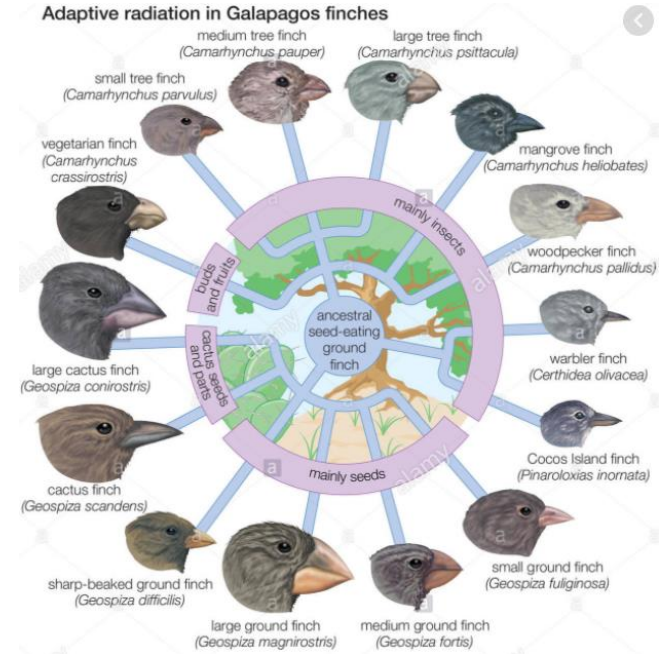 Adaptive radiation in Galapagos finches
medium tree finch
(Camarhynchus pauper)
large tree finch
(Camarhynchus psittacula)
small tree finch
(Camarhynchus parvulus)
mangrove finch
(Camarhynchus heliobates)
vegetarian finch
(Camarhynchus
crassirostris)
woodpecker finch
(Camarhynchus pallidus)
mainly insects
buds
and fruits
ancestral
seed-eating
ground
finch
warbler finch
(Certhidea olivacea)
large cactus finch
(Geospiza conirostris)
cactus seeds
and parts
Cocos Island finch
(Pinaroloxias inornata)
cactus finch
(Geospiza scandens)
mainly seeds
small ground finch
(Geospiza fuliginosa)
sharp-beaked ground finch
(Geospiza difficilis)
large ground finch
(Geospiza magnirostris)
medium ground finch
(Geospiza fortis)
alamy
alamy
alamy
alamy
a
a
a
a